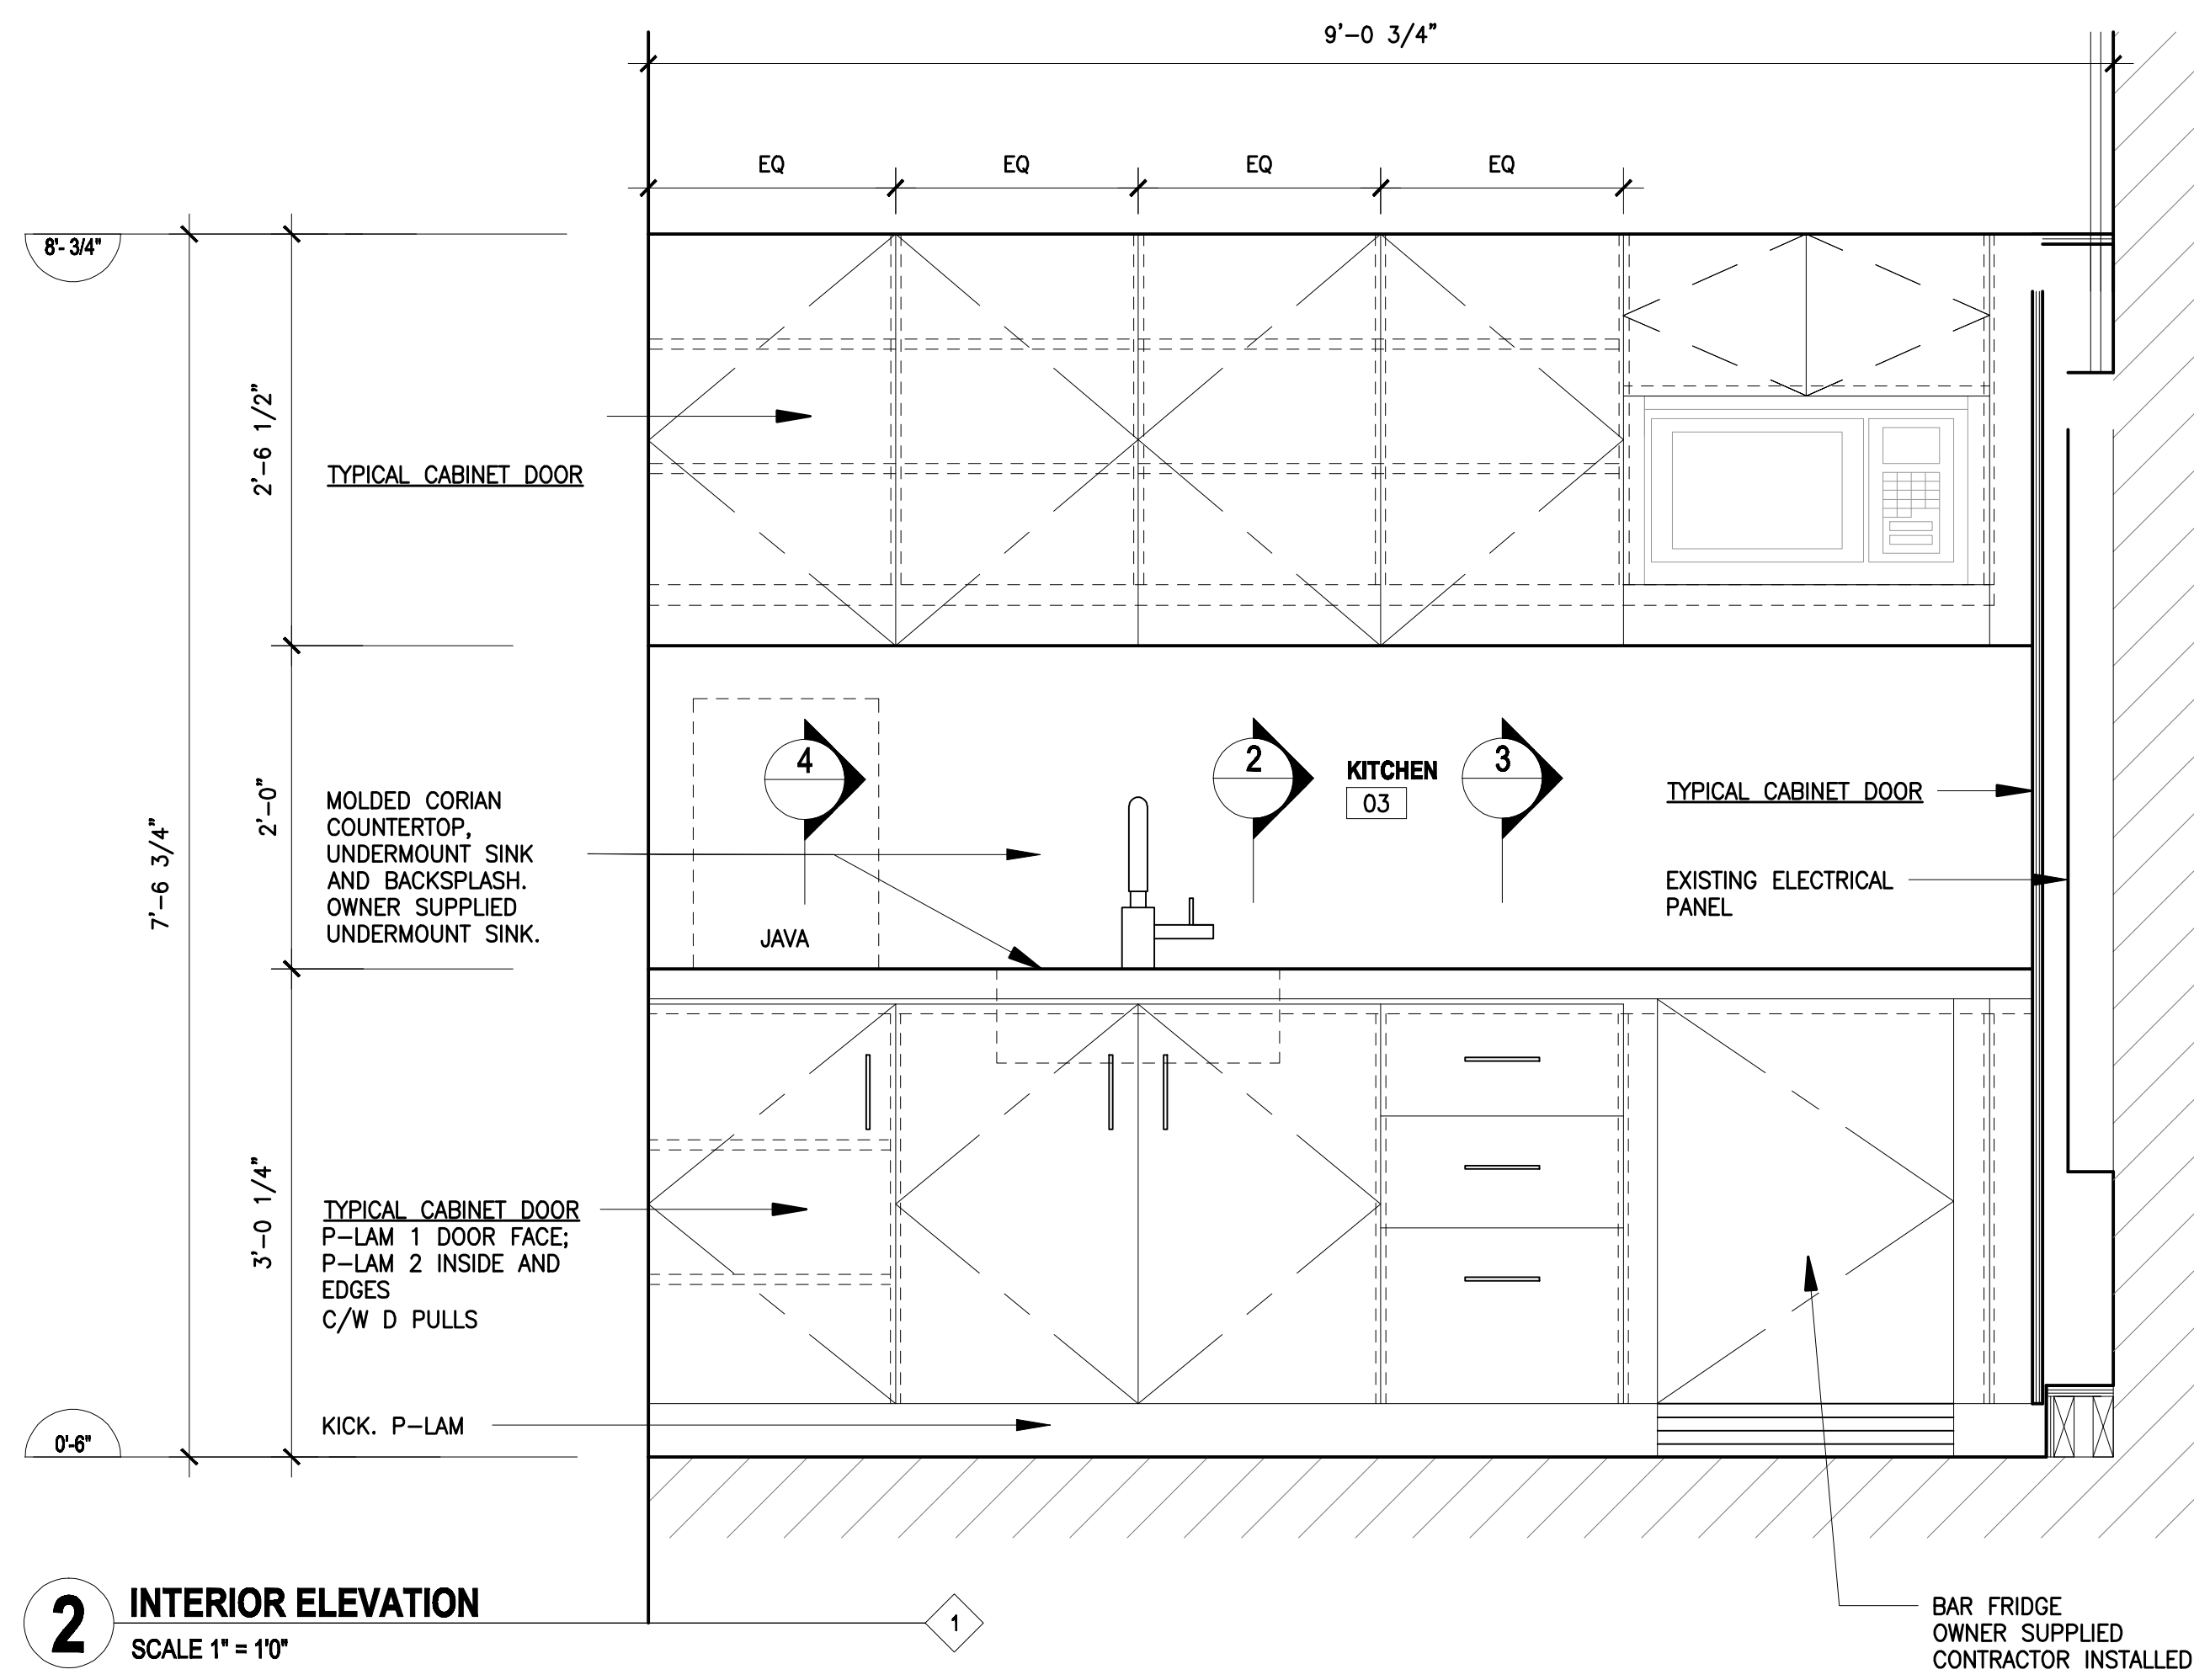 9'-0 3/4"
EQ
EQ
EQ
EQ
8'- 3/4"
2'-6 1/2"
TYPICAL CABINET DOOR
7'-6 3/4"
2'-0"
MOLDED CORIAN
COUNTERTOP,
UNDERMOUNT SINK
AND BACKSPLASH.
OWNER SUPPLIED
UNDERMOUNT SINK.
4
2
KITCHEN
03
3
JAVA
TYPICAL CABINET DOOR
EXISTING ELECTRICAL
PANEL
3'-0 1/4"
TYPICAL CABINET DOOR
P-LAM 1 DOOR FACE;
P-LAM 2 INSIDE AND
EDGES
C/W D PULLS
KICK. P-LAM
0'-6"
2
INTERIOR ELEVATION
SCALE 1" = 1'0"
1
BAR FRIDGE
OWNER SUPPLIED
CONTRACTOR INSTALLED